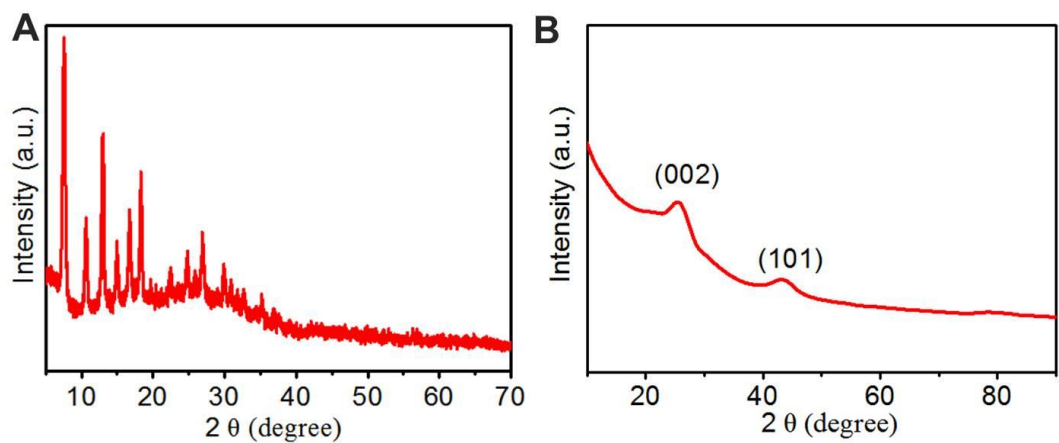 A
Intensity (a.u.)
10 20 30 40 50 60 70
2 θ (degree)
B
Intensity (a.u.)
(002)
(101)
20 40 60 80
2 θ (degree)